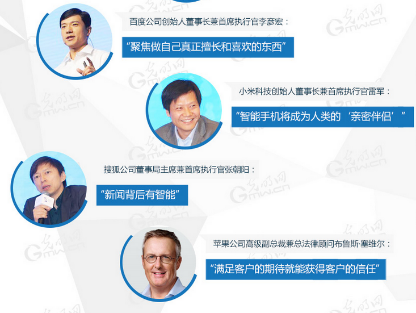 百度公司创始人董事长兼首席执行官李彦宏：
“聚焦做自己真正擅长和喜欢的东西”
小米科技创始人董事长兼首席执行官雷军：
“智能手机将成为人类的‘亲密伴侣’”
搜狐公司董事局主席兼首席执行官张朝阳：
“新闻背后有智能”
苹果公司高级副总裁兼总法律顾问布鲁斯·塞维尔：
“满足客户的期待就能获得客户的信任”